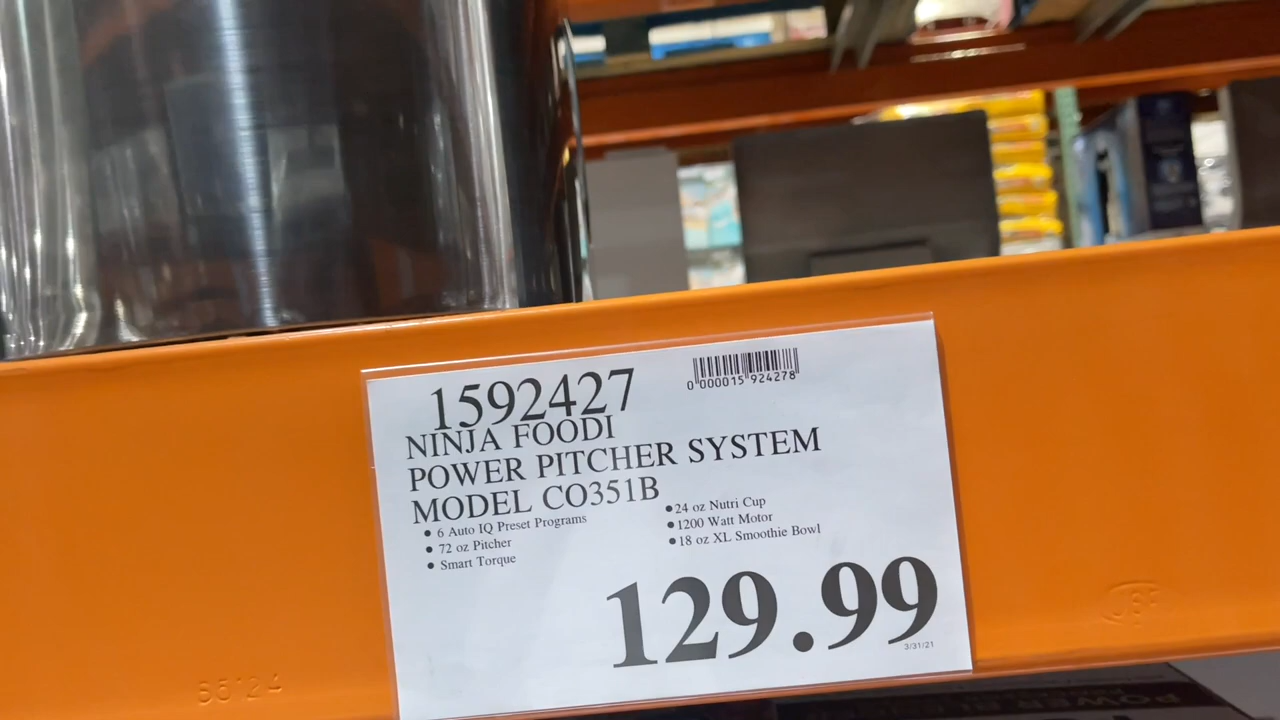 1592427
0 000015 924278
NINJA FOODI
POWER PITCHER SYSTEM
MODEL CO351B
• 6 Auto IQ Preset Programs
• 72 oz Pitcher
• Smart Torque
• 24 oz Nutri Cup
• 1200 Watt Motor
• 18 oz XL Smoothie Bowl
129.99
3/31/21
POWER